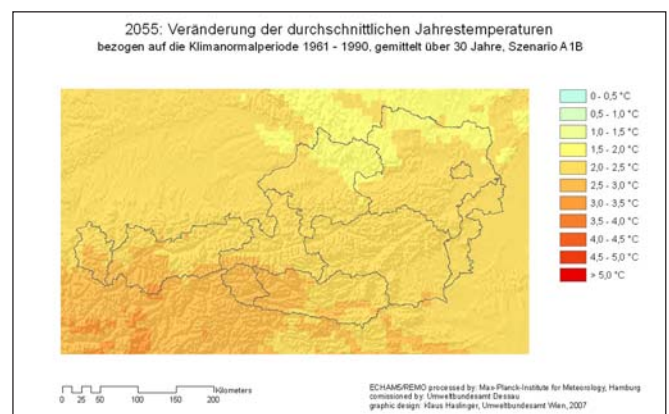 2055: Veränderung der durchschnittlichen Jahrestemperaturen
bezogen auf die Klimanormalperiode 1961 - 1990, gemittelt über 30 Jahre, Szenario A1B
0 - 0,5 °C
0,5 - 1,0 °C
1,0 - 1,5 °C
1,5 - 2,0 °C
2,0 - 2,5 °C
2,5 - 3,0 °C
3,0 - 3,5 °C
3,5 - 4,0 °C
4,0 - 4,5 °C
4,5 - 5,0 °C
> 5,0 °C
Kilometers
0 25 50 100 150 200
ECHAM5/REMO processed by: Max-Planck-Institute for Meteorology, Hamburg
comissioned by: Umweltbundesamt Dessau
graphic design: Klaus Haslinger, Umweltbundesamt Wien, 2007